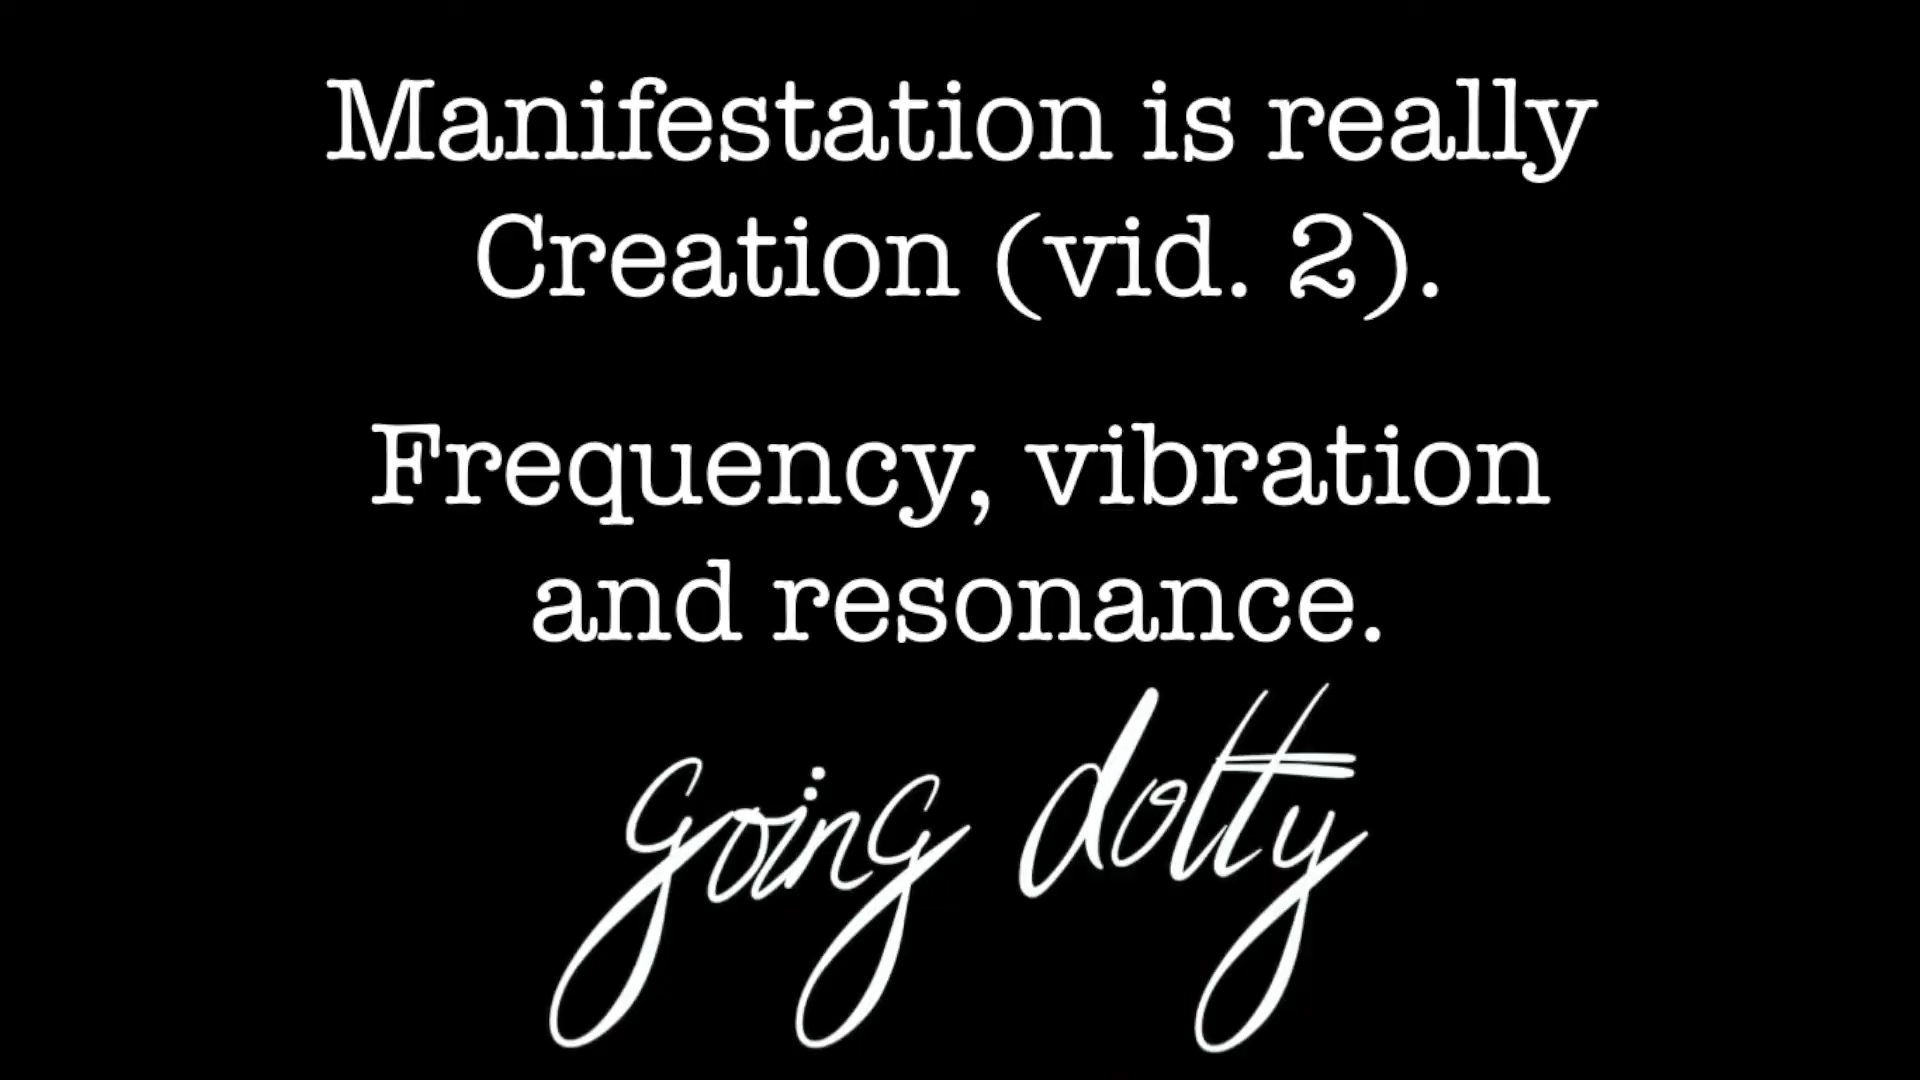 Manifestation is really
Creation (vid. 2).
Frequency, vibration
and resonance.
going dotty